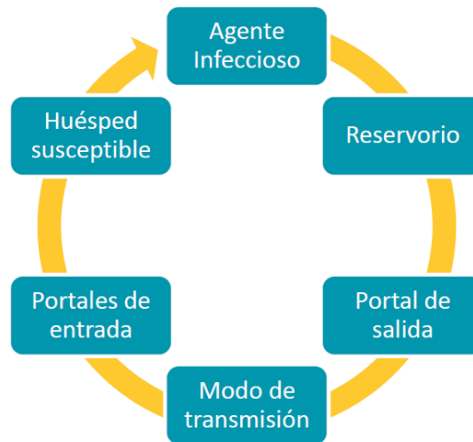 Agente
Infeccioso
Reservorio
Portal de
salida
Modo de
transmisión
Portales de
entrada
Huésped
susceptible